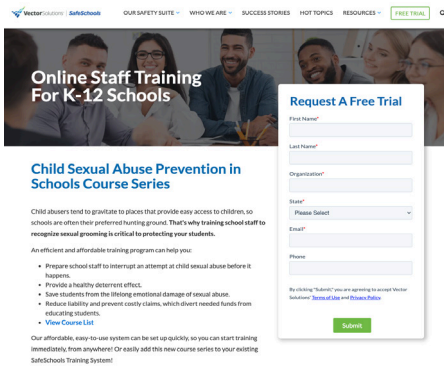 VectorSolutions | SafeSchools
OUR SAFETY SUITE
WHO WE ARE
SUCCESS STORIES
HOT TOPICS
RESOURCES
FREE TRIAL
Online Staff Training
For K-12 Schools
Child Sexual Abuse Prevention in
Schools Course Series
Child abusers tend to gravitate to places that provide easy access to children, so
schools are often their preferred hunting ground. That's why training school staff to
recognize sexual grooming is critical to protecting your students.
An efficient and affordable training program can help you:
• Prepare school staff to interrupt an attempt at child sexual abuse before it
happens.
• Provide a healthy deterrent effect.
• Save students from the lifelong emotional damage of sexual abuse.
• Reduce liability and prevent costly claims, which divert needed funds from
educating students.
• View Course List
Our affordable, easy-to-use system can be set up quickly, so you can start training
immediately, from anywhere! Or easily add this new course series to your existing
SafeSchools Training System!
Request A Free Trial
First Name*
Last Name*
Organization*
State*
Please Select
Email*
Phone
By clicking "Submit," you are agreeing to accept Vector
Solutions' Terms of Use and Privacy Policy.
Submit